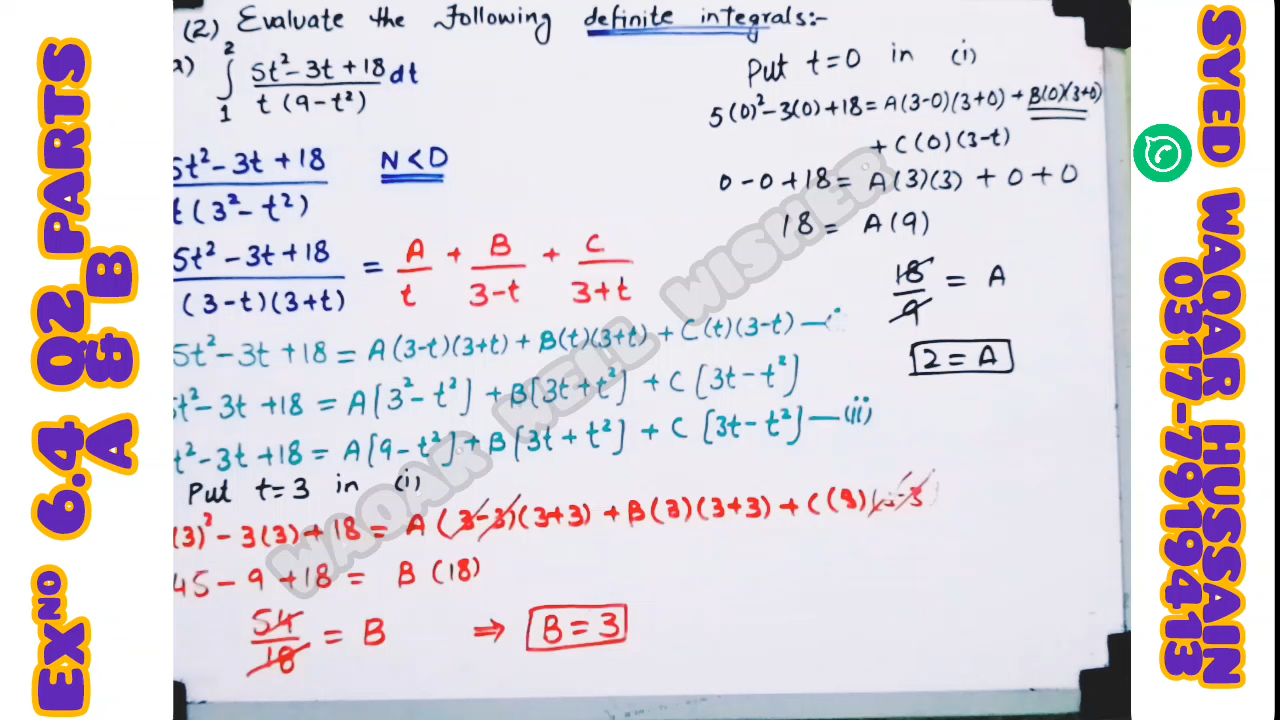 EXNO 6.4 Q2 PARTS
A & B
(2) Evaluate the following definite integrals:-
a) ∫₁² 5t² - 3t + 18 / t (9 - t²) dt
5t² - 3t + 18 / t (3² - t²) N < D
5t² - 3t + 18 / (3 - t)(3 + t) = A / t + B / 3 - t + C / 3 + t
5t² - 3t + 18 = A (3-t)(3+t) + B(t)(3+t) + C(t)(3-t) — (i
5t² - 3t + 18 = A [3² - t²] + B[3t + t²] + C [3t - t²]
t² - 3t + 18 = A[9 - t²] + B[3t + t²] + C [3t - t²] — (ii)
Put t = 3 in (i)
(3)² - 3(3) + 18 = A (3-3)(3+3) + B(3)(3+3) + C(3)
45 - 9 + 18 = B (18)
54 / 18 = B ⇒ B = 3
Put t = 0 in (i)
5(0)² - 3(0) + 18 = A(3-0)(3+0) + B(0)(3+0)
+ C(0)(3-t)
0 - 0 + 18 = A(3)(3) + 0 + 0
18 = A(9)
18 / 9 = A
2 = A
WAQAR WELL WISHER
SYED WAQAR HUSSAIN
0317-7919413